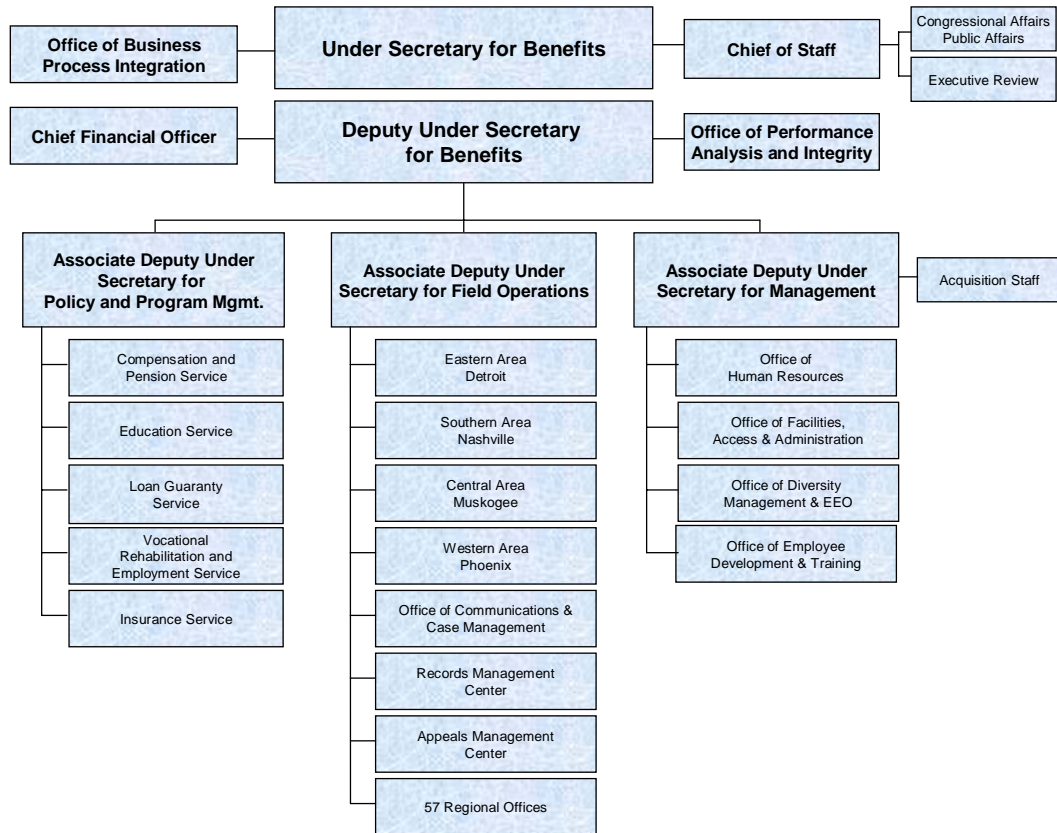 Office of Business
Process Integration
Under Secretary for Benefits
Chief of Staff
Congressional Affairs
Public Affairs
Executive Review
Chief Financial Officer
Deputy Under Secretary
for Benefits
Office of Performance
Analysis and Integrity
Associate Deputy Under
Secretary for
Policy and Program Mgmt.
Associate Deputy Under
Secretary for Field Operations
Associate Deputy Under
Secretary for Management
Acquisition Staff
Compensation and
Pension Service
Education Service
Loan Guaranty
Service
Vocational
Rehabilitation and
Employment Service
Insurance Service
Eastern Area
Detroit
Southern Area
Nashville
Central Area
Muskogee
Western Area
Phoenix
Office of Communications &
Case Management
Records Management
Center
Appeals Management
Center
57 Regional Offices
Office of
Human Resources
Office of Facilities,
Access & Administration
Office of Diversity
Management & EEO
Office of Employee
Development & Training